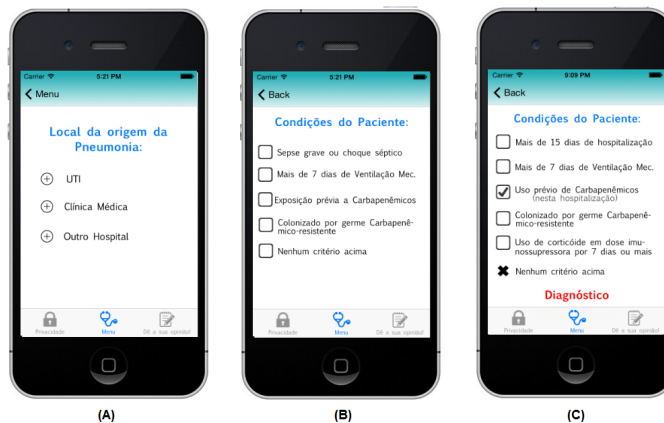 Carrier 5:21 PM
Menu
Local da origem da
Pneumonia:
UTI
Clínica Médica
Outro Hospital
Privacidade Menu Dê a sua opinião!
(A)
Carrier 5:21 PM
Back
Condições do Paciente:
Sepse grave ou choque séptico
Mais de 7 dias de Ventilação Mec.
Exposição prévia a Carbapenêmicos
Colonizado por germe Carbapenê-
mico-resistente
Nenhum critério acima
Privacidade Menu Dê a sua opinião!
(B)
Carrier 9:09 PM
Back
Condições do Paciente:
Mais de 15 dias de hospitalização
Mais de 7 dias de Ventilação Mec.
Uso prévio de Carbapenêmicos
(nesta hospitalização)
Colonizado por germe Carbapenê-
mico-resistente
Uso de corticóide em dose imu-
nossupressora por 7 dias ou mais
Nenhum critério acima
Diagnóstico
Privacidade Menu Dê a sua opinião!
(C)